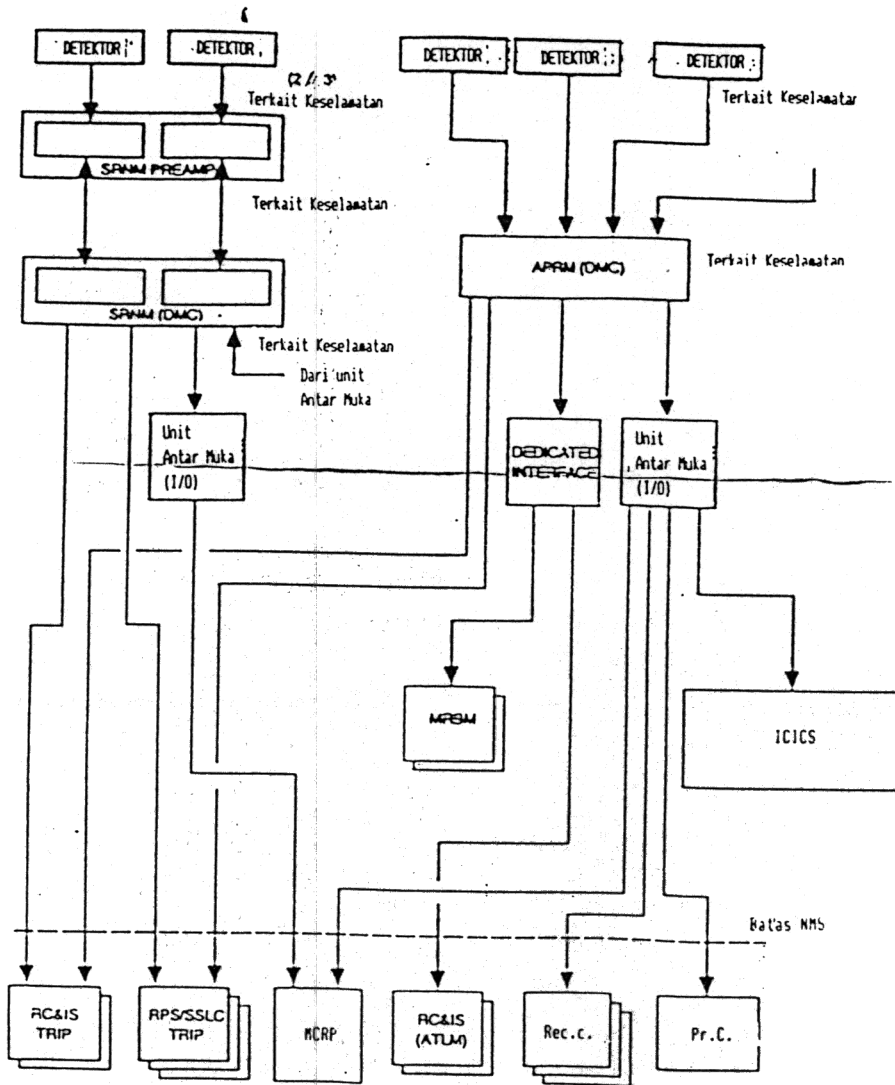 DETEKTOR
DETEKTOR
DETEKTOR
DETEKTOR
DETEKTOR
Terkait Keselamatan
Terkait Keselamatan
SRNM PREAMP
Terkait Keselamatan
APRM (DMC)
Terkait Keselamatan
SRNM (DMC)
Terkait Keselamatan
Dari unit
Antar Muka
Unit
Antar Muka
(I/O)
DEDICATED
INTERFACE
Unit
Antar Muka
(I/O)
MRBM
ICICS
Batas NMS
RC&IS
TRIP
RPS/SSLC
TRIP
MCRP
RC&IS
(ATLM)
Rec.c.
Pr.C.